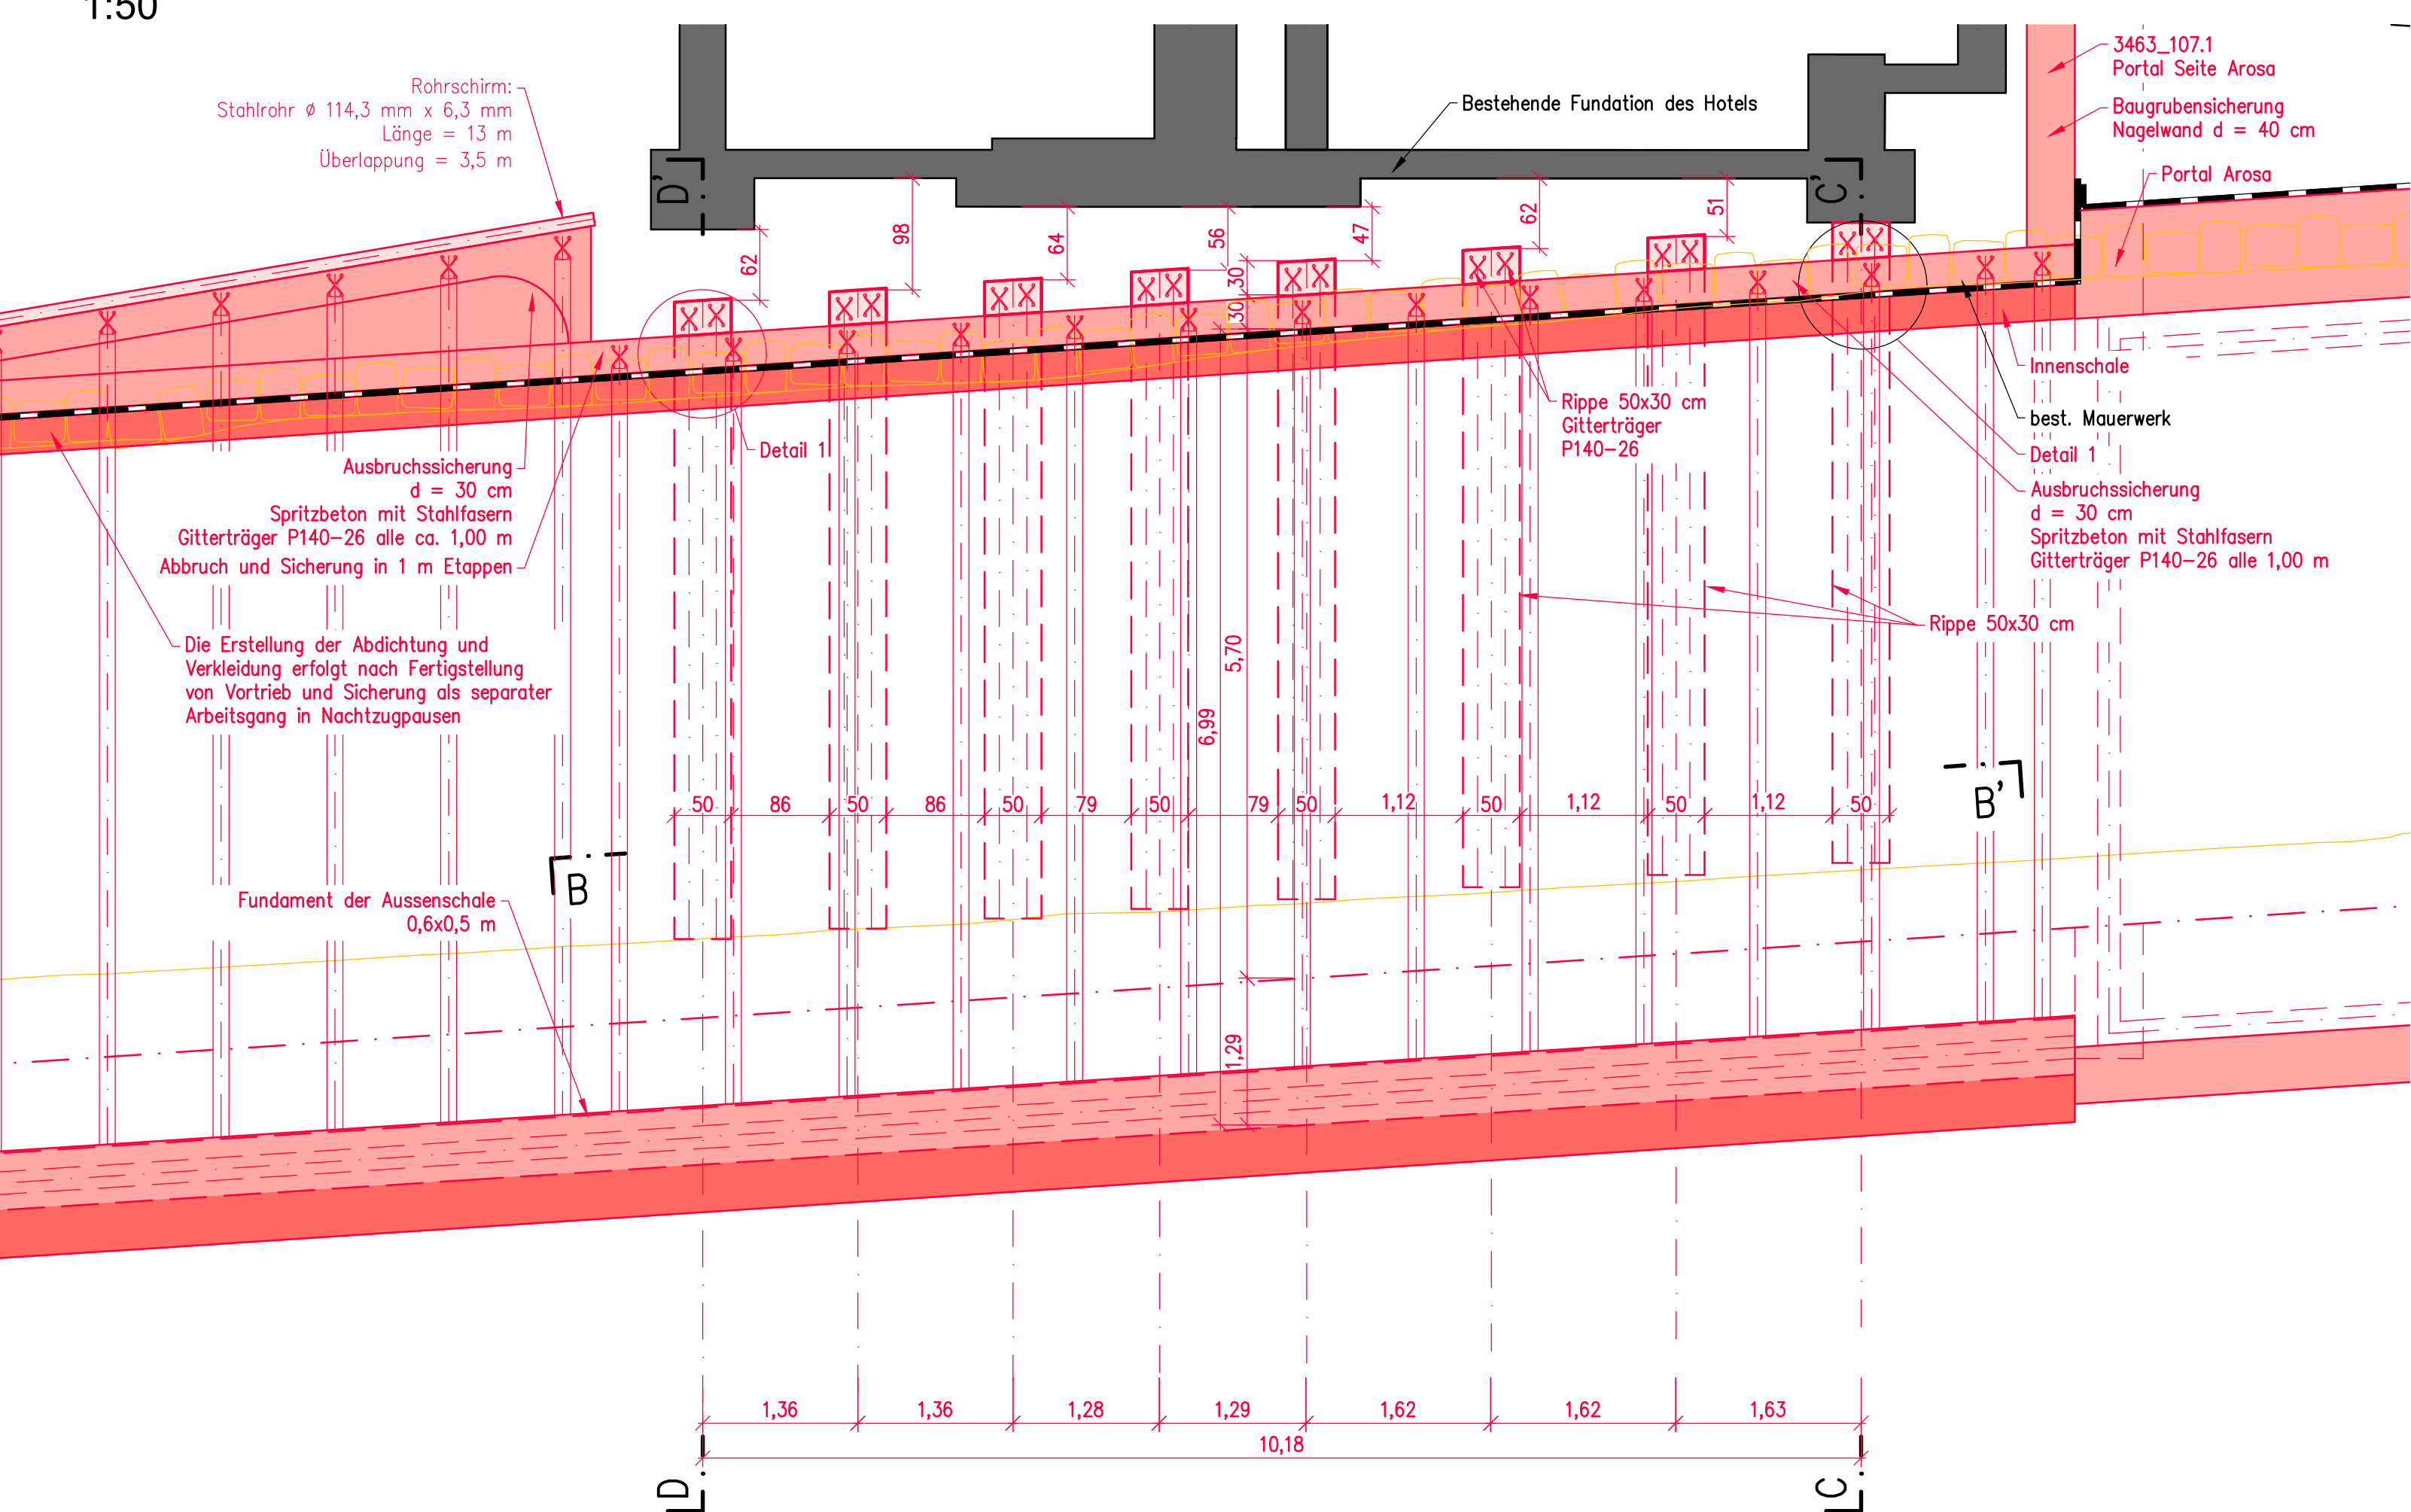 1:50
Rohrschirm:
Stahlrohr ø 114,3 mm x 6,3 mm
Länge = 13 m
Überlappung = 3,5 m
Bestehende Fundation des Hotels
3463_107.1
Portal Seite Arosa
Baugrubensicherung
Nagelwand d = 40 cm
Portal Arosa
D'
C'
62
98
64
56
47
62
51
30
30
Innenschale
best. Mauerwerk
Detail 1
Ausbruchssicherung
d = 30 cm
Spritzbeton mit Stahlfasern
Gitterträger P140-26 alle 1,00 m
Rippe 50x30 cm
Gitterträger
P140-26
Detail 1
Ausbruchssicherung
d = 30 cm
Spritzbeton mit Stahlfasern
Gitterträger P140-26 alle ca. 1,00 m
Abbruch und Sicherung in 1 m Etappen
Rippe 50x30 cm
Die Erstellung der Abdichtung und
Verkleidung erfolgt nach Fertigstellung
von Vortrieb und Sicherung als separater
Arbeitsgang in Nachtzugpausen
5,70
6,99
50 86 50 86 50 79 50 79 50 1,12 50 1,12 50 1,12 50
B
B'
Fundament der Aussenschale
0,6x0,5 m
1,29
1,36 1,36 1,28 1,29 1,62 1,62 1,63
10,18
D
C